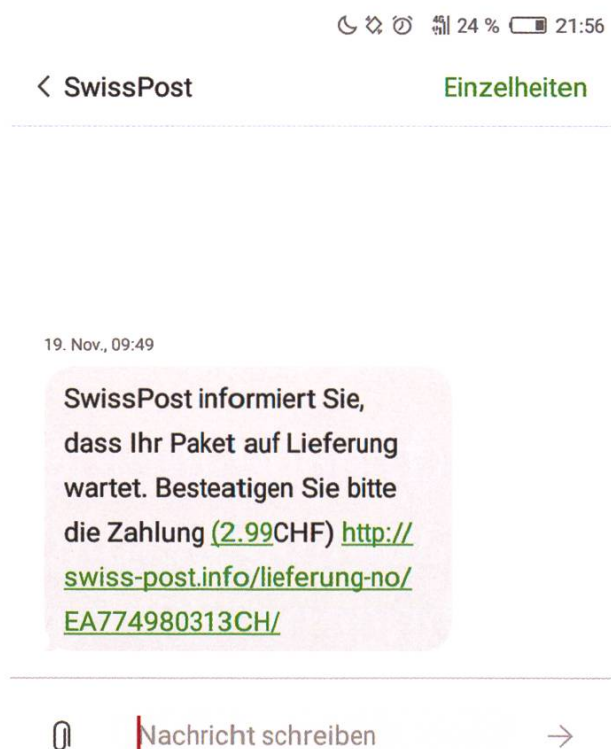 24 % 21:56
< SwissPost Einzelheiten
19. Nov., 09:49
SwissPost informiert Sie,
dass Ihr Paket auf Lieferung
wartet. Besteatigen Sie bitte
die Zahlung (2.99CHF) http://
swiss-post.info/lieferung-no/
EA774980313CH/
Nachricht schreiben